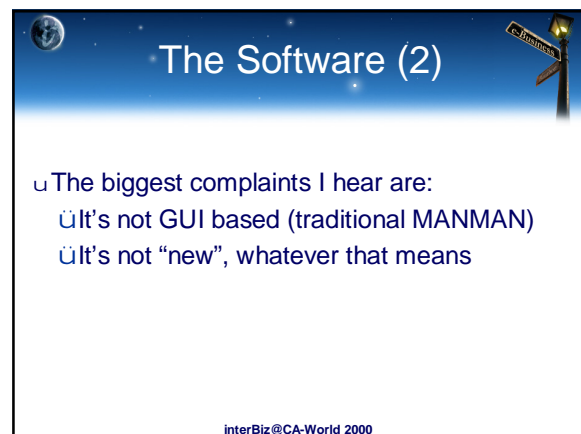 e-Business
The Software (2)
u The biggest complaints I hear are:
ü It’s not GUI based (traditional MANMAN)
ü It’s not “new”, whatever that means
interBiz@CA-World 2000